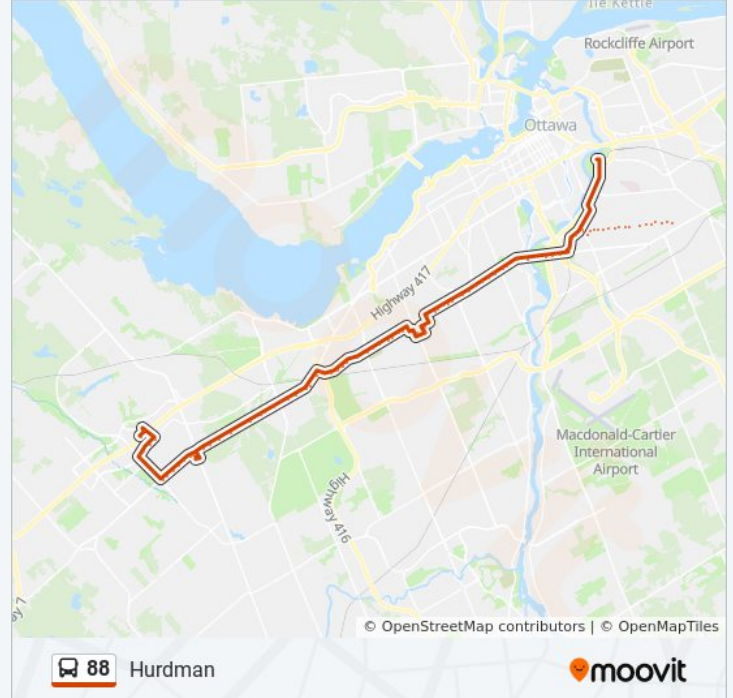 Île Kettle
Rockcliffe Airport
Ottawa
Highway 417
Macdonald-Cartier
International
Airport
Highway 416
© OpenStreetMap contributors | © OpenMapTiles
88 Hurdman
moovit